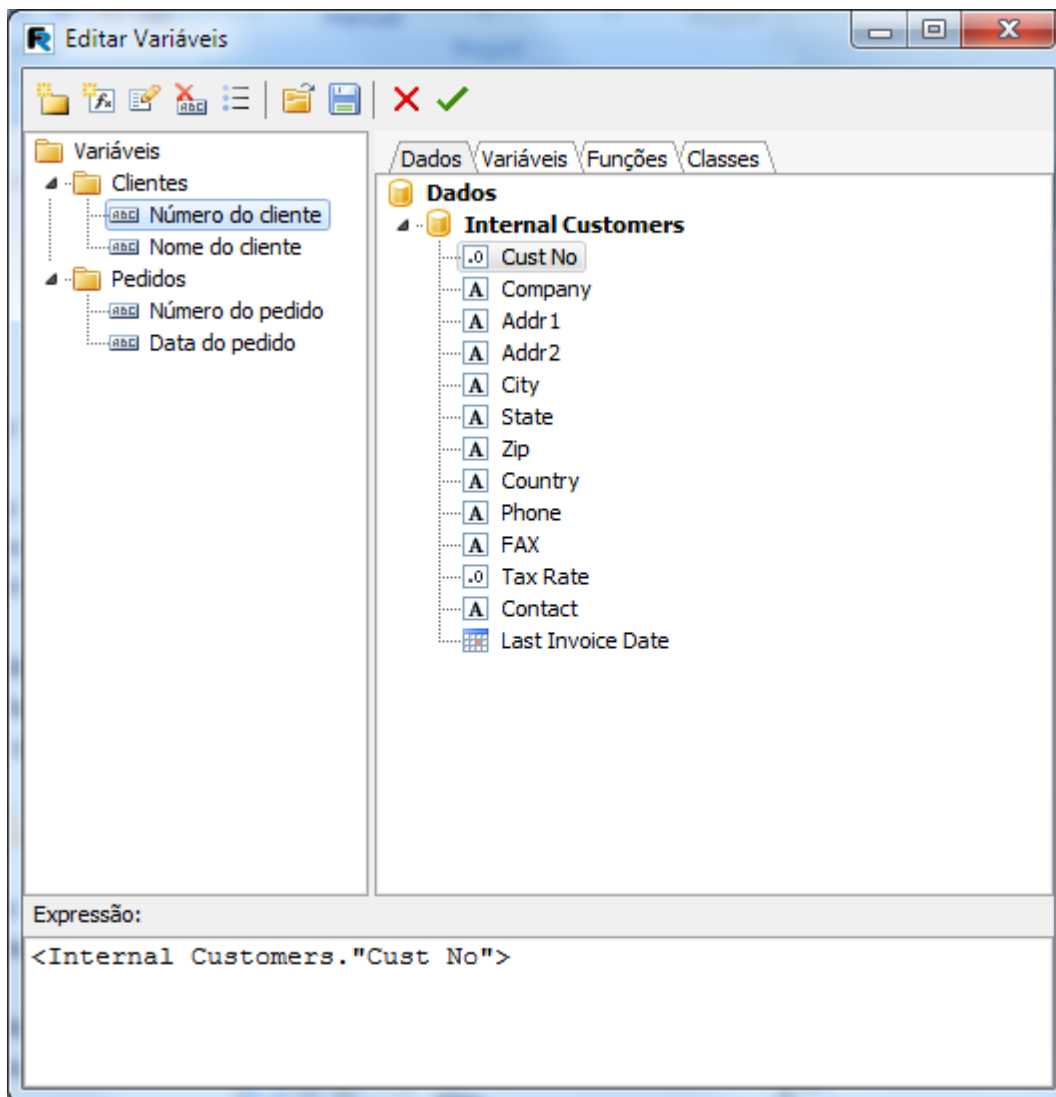 Editar Variáveis
Variáveis
Clientes
Número do cliente
Nome do cliente
Pedidos
Número do pedido
Data do pedido
Dados Variáveis Funções Classes
Dados
Internal Customers
Cust No
Company
Addr1
Addr2
City
State
Zip
Country
Phone
FAX
Tax Rate
Contact
Last Invoice Date
Expressão:
<Internal Customers."Cust No">